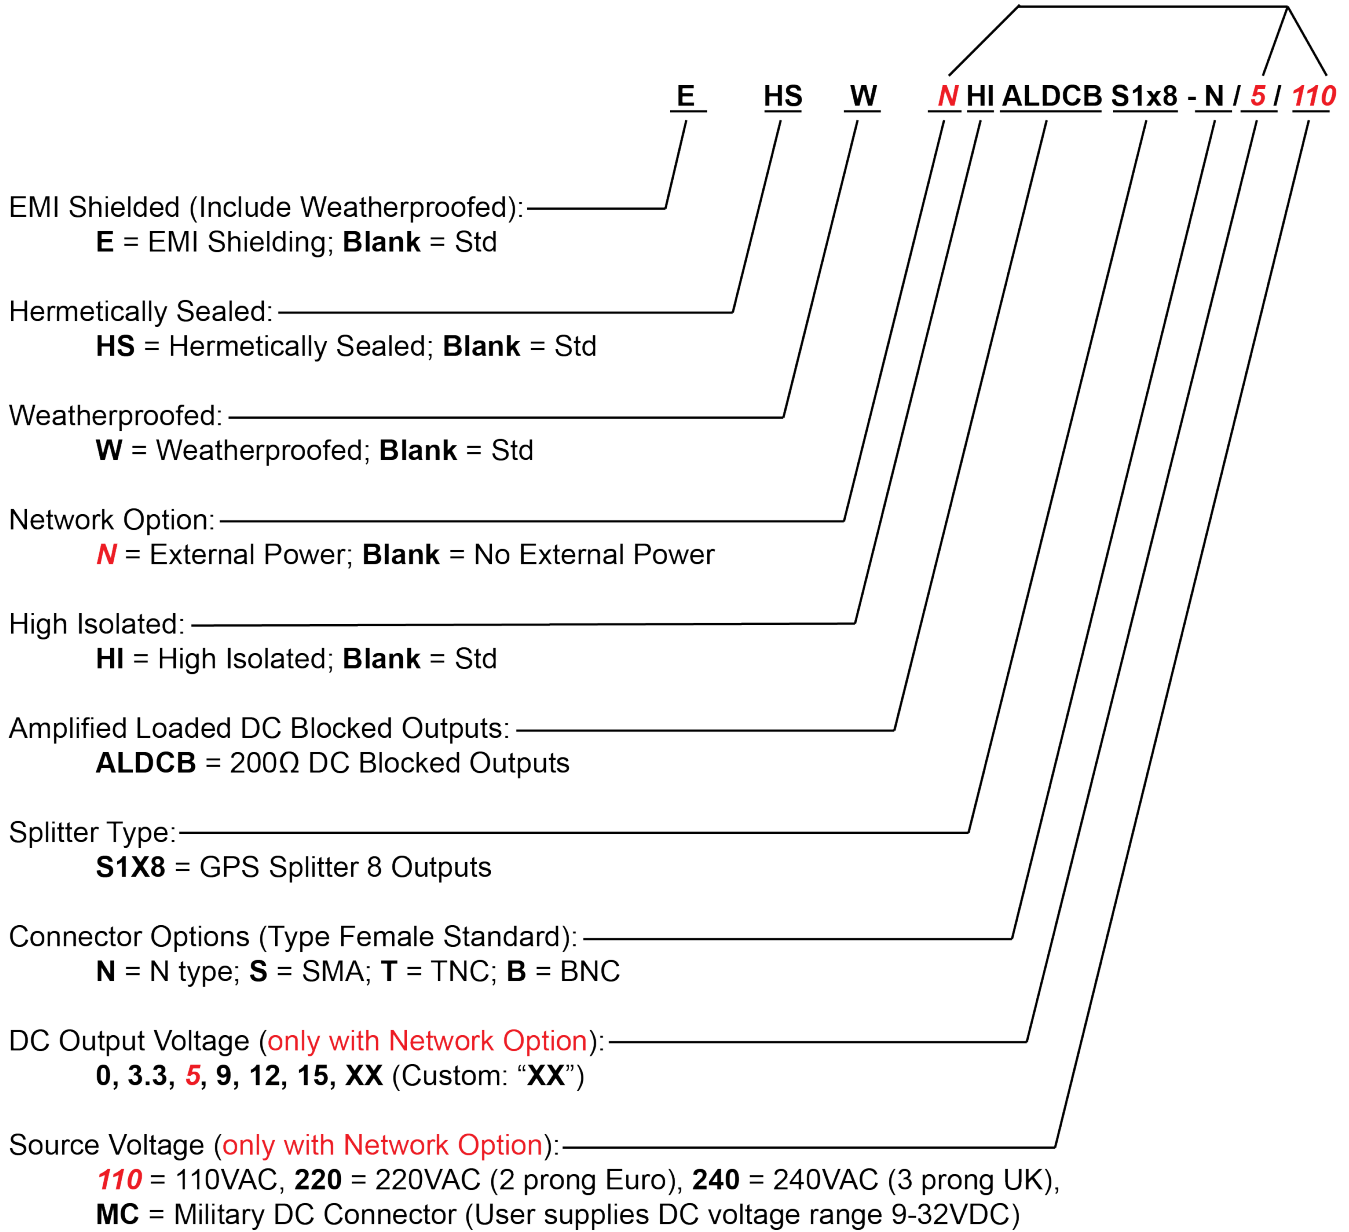 E HS W N HI ALDCB S1x8 - N / 5 / 110
EMI Shielded (Include Weatherproofed):
E = EMI Shielding; Blank = Std
Hermetically Sealed:
HS = Hermetically Sealed; Blank = Std
Weatherproofed:
W = Weatherproofed; Blank = Std
Network Option:
N = External Power; Blank = No External Power
High Isolated:
HI = High Isolated; Blank = Std
Amplified Loaded DC Blocked Outputs:
ALDCB = 200Ω DC Blocked Outputs
Splitter Type:
S1X8 = GPS Splitter 8 Outputs
Connector Options (Type Female Standard):
N = N type; S = SMA; T = TNC; B = BNC
DC Output Voltage (only with Network Option):
0, 3.3, 5, 9, 12, 15, XX (Custom: “XX”)
Source Voltage (only with Network Option):
110 = 110VAC, 220 = 220VAC (2 prong Euro), 240 = 240VAC (3 prong UK),
MC = Military DC Connector (User supplies DC voltage range 9-32VDC)